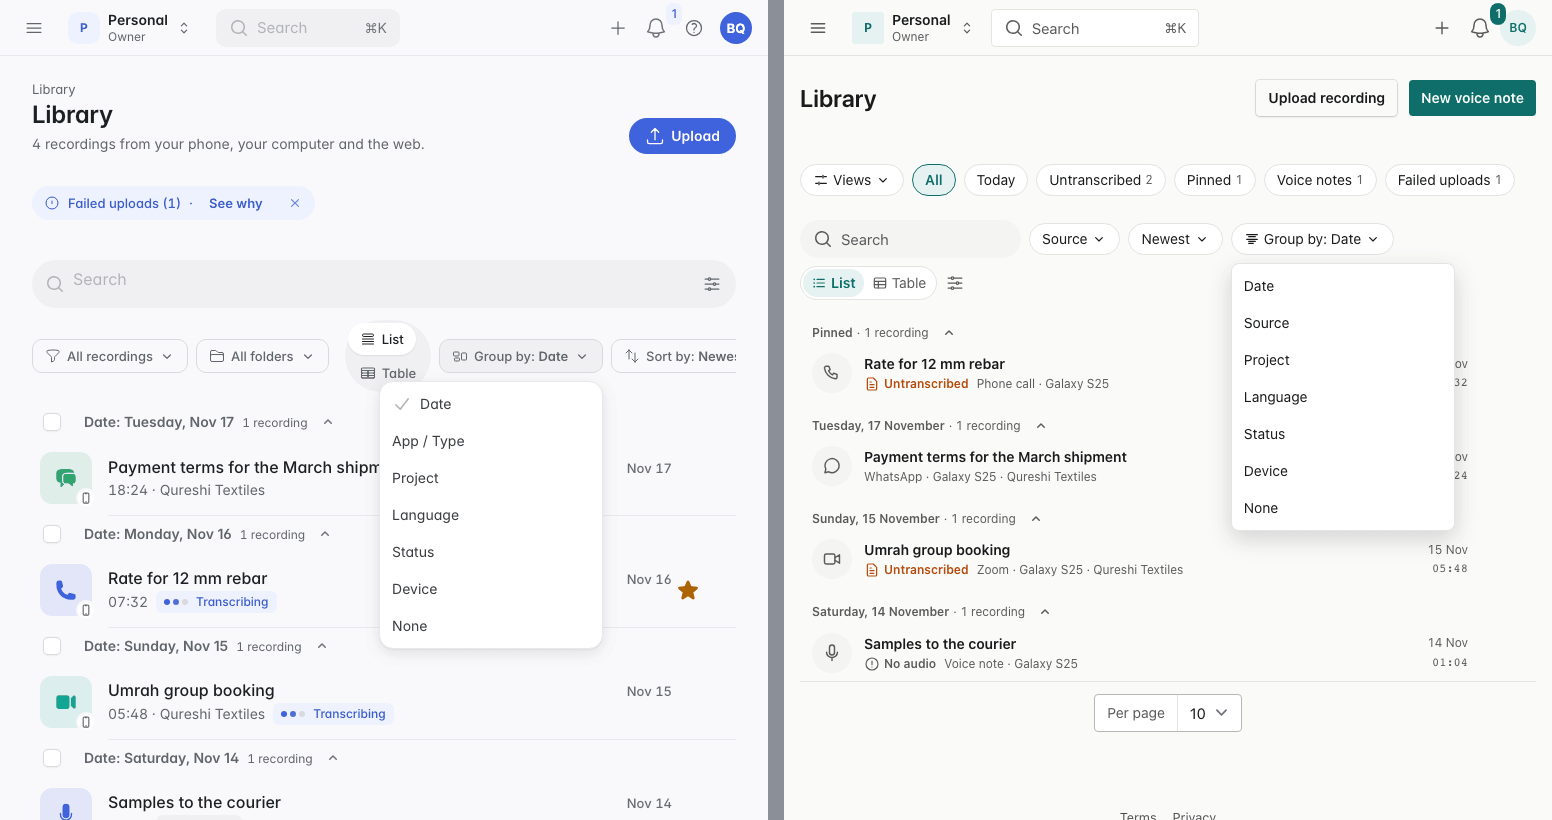 P Personal
Owner
Search ⌘K
1
BQ
Library
Library
4 recordings from your phone, your computer and the web.
Upload
Failed uploads (1) · See why
Search
All recordings
All folders
List
Table
Group by: Date
Sort by: Newes
Date
App / Type
Project
Language
Status
Device
None
Date: Tuesday, Nov 17 1 recording
Payment terms for the March shipm
18:24 · Qureshi Textiles
Nov 17
Date: Monday, Nov 16 1 recording
Rate for 12 mm rebar
07:32 Transcribing
Nov 16
Date: Sunday, Nov 15 1 recording
Umrah group booking
05:48 · Qureshi Textiles Transcribing
Nov 15
Date: Saturday, Nov 14 1 recording
Samples to the courier
Nov 14
P Personal
Owner
Search ⌘K
1
BQ
Library
Upload recording
New voice note
Views
All
Today
Untranscribed 2
Pinned 1
Voice notes 1
Failed uploads 1
Search
Source
Newest
Group by: Date
List
Table
Date
Source
Project
Language
Status
Device
None
Pinned · 1 recording
Rate for 12 mm rebar
Untranscribed Phone call · Galaxy S25
ov
32
Tuesday, 17 November · 1 recording
Payment terms for the March shipment
WhatsApp · Galaxy S25 · Qureshi Textiles
ov
24
Sunday, 15 November · 1 recording
Umrah group booking
Untranscribed Zoom · Galaxy S25 · Qureshi Textiles
15 Nov
05:48
Saturday, 14 November · 1 recording
Samples to the courier
No audio Voice note · Galaxy S25
14 Nov
01:04
Per page 10
Terms Privacy